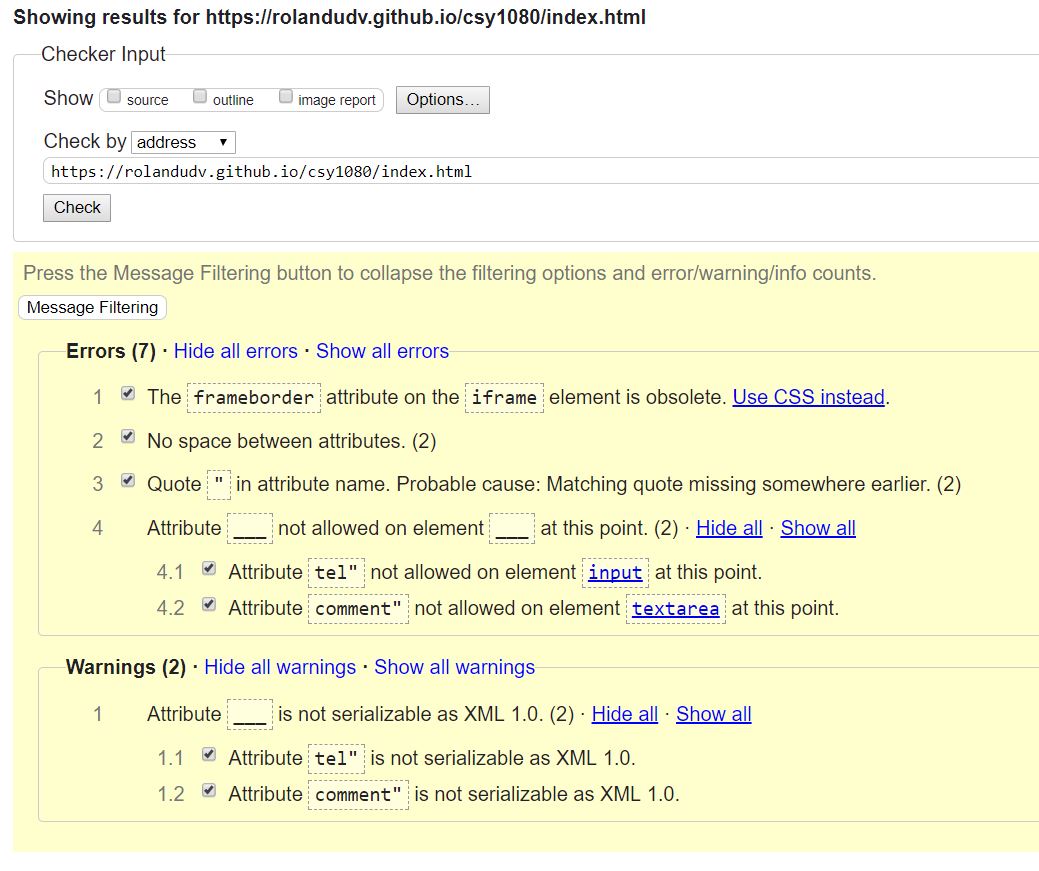 Showing results for https://rolandudv.github.io/csy1080/index.html
Checker Input
Show source outline image report Options…
Check by address ▼
https://rolandudv.github.io/csy1080/index.html
Check
Press the Message Filtering button to collapse the filtering options and error/warning/info counts.
Message Filtering
Errors (7) · Hide all errors · Show all errors
1 The frameborder attribute on the iframe element is obsolete. Use CSS instead.
2 No space between attributes. (2)
3 Quote " in attribute name. Probable cause: Matching quote missing somewhere earlier. (2)
4 Attribute ___ not allowed on element ___ at this point. (2) · Hide all · Show all
4.1 Attribute tel" not allowed on element input at this point.
4.2 Attribute comment" not allowed on element textarea at this point.
Warnings (2) · Hide all warnings · Show all warnings
1 Attribute ___ is not serializable as XML 1.0. (2) · Hide all · Show all
1.1 Attribute tel" is not serializable as XML 1.0.
1.2 Attribute comment" is not serializable as XML 1.0.